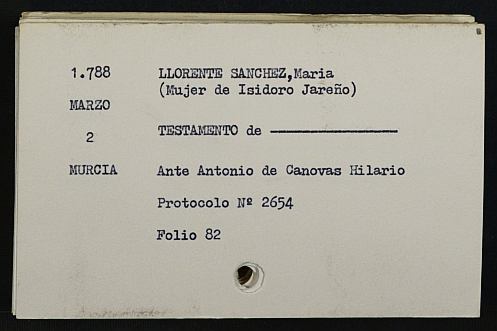 1.788 LLORENTE SANCHEZ,Maria
(Mujer de Isidoro Jareño)
MARZO
2 TESTAMENTO de ————————
MURCIA Ante Antonio de Canovas Hilario
Protocolo Nº 2654
Folio 82